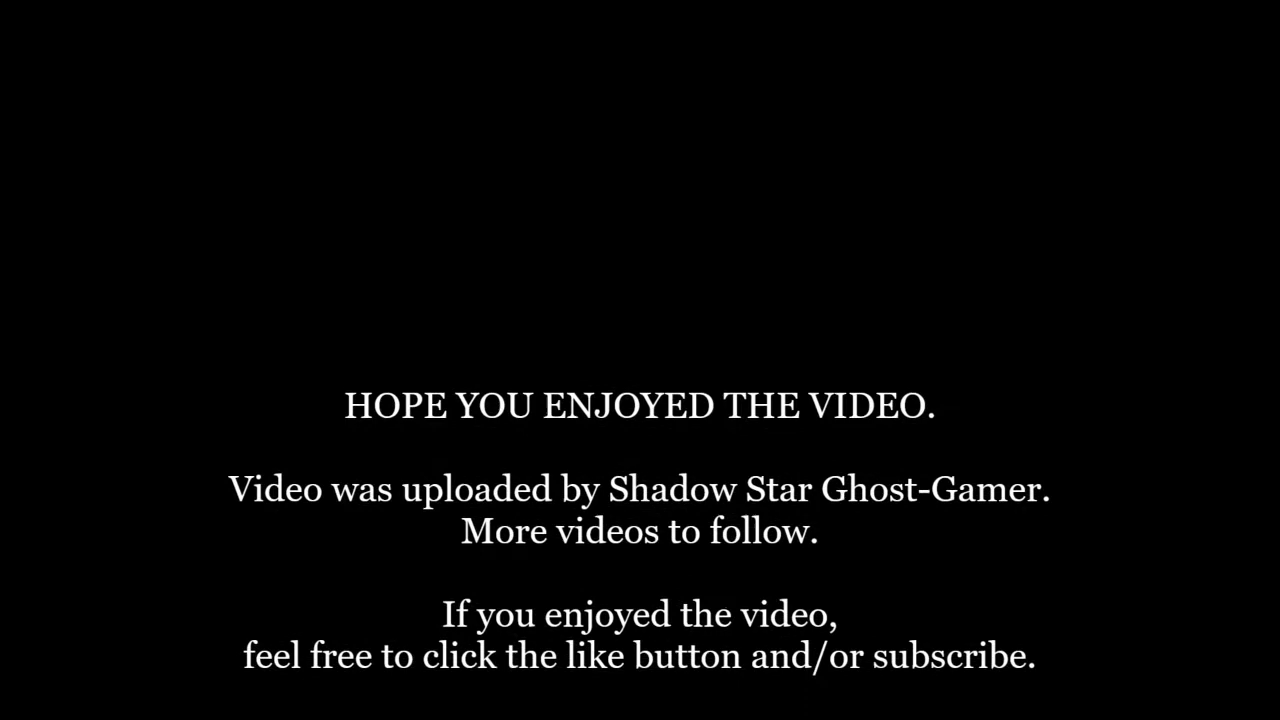 HOPE YOU ENJOYED THE VIDEO.
Video was uploaded by Shadow Star Ghost-Gamer.
More videos to follow.
If you enjoyed the video,
feel free to click the like button and/or subscribe.